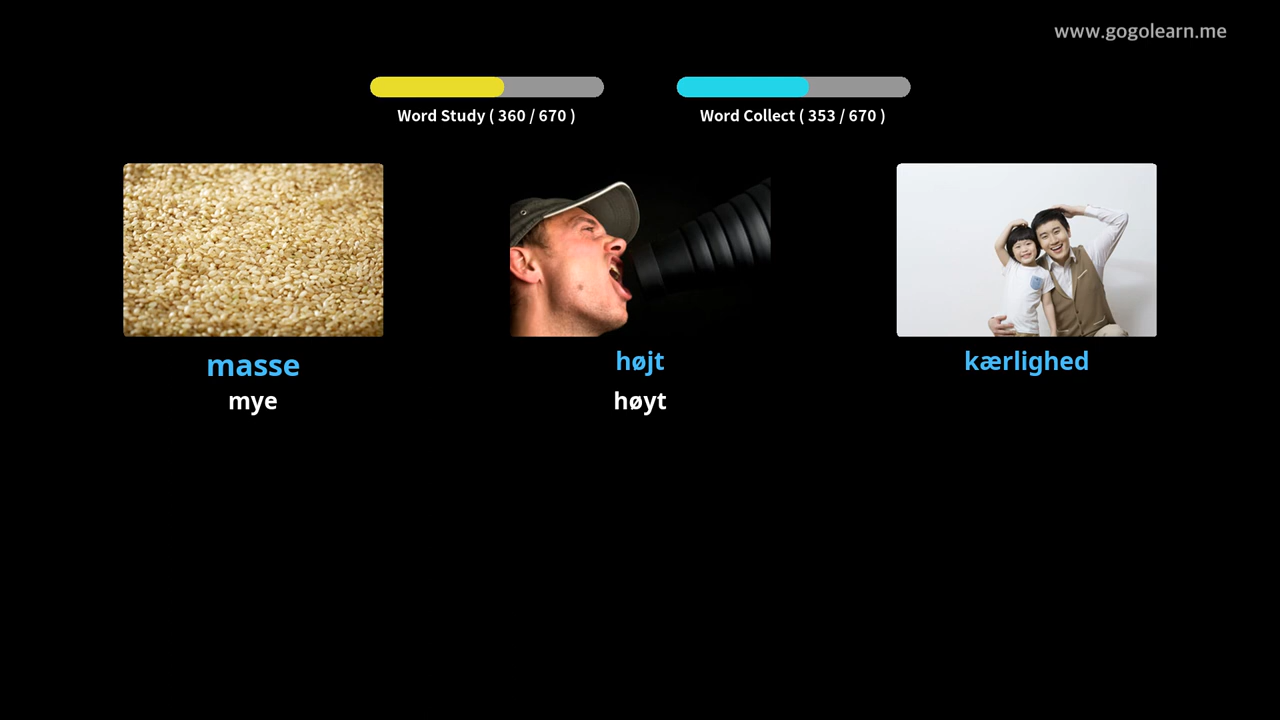 www.gogolearn.me
Word Study ( 360 / 670 )
Word Collect ( 353 / 670 )
masse
højt
kærlighed
mye
høyt